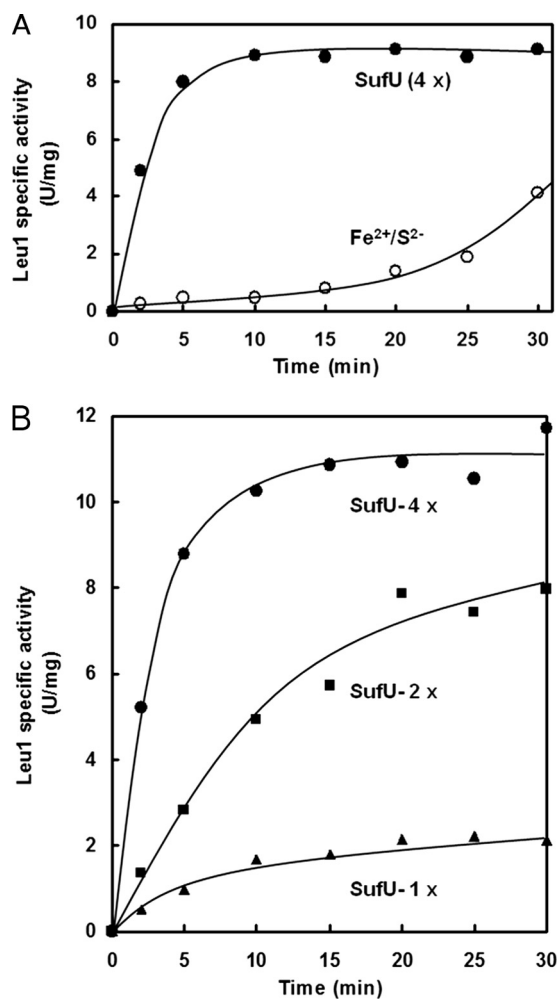 A
10
8
6
4
2
0
Leu1 specific activity
(U/mg)
SufU (4 x)
Fe²⁺/S²⁻
0 5 10 15 20 25 30
Time (min)
B
12
10
8
6
4
2
0
Leu1 specific activity
(U/mg)
SufU- 4 x
SufU- 2 x
SufU- 1 x
0 5 10 15 20 25 30
Time (min)